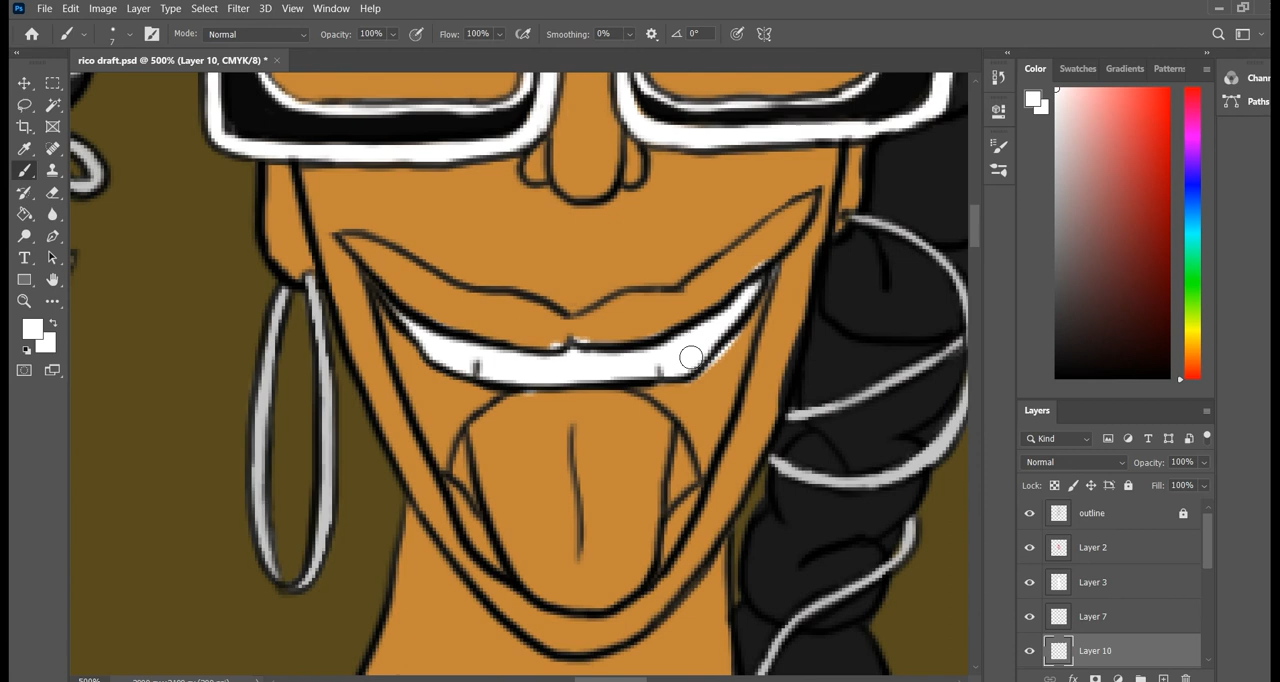 Ps File Edit Image Layer Type Select Filter 3D View Window Help
7 Mode: Normal Opacity: 100% Flow: 100% Smoothing: 0% 0°
rico draft.psd @ 500% (Layer 10, CMYK/8) * ×
Color Swatches Gradients Patterns
Chann
Paths
Layers
Kind
Normal Opacity: 100%
Lock: Fill: 100%
outline
Layer 2
Layer 3
Layer 7
Layer 10
500%